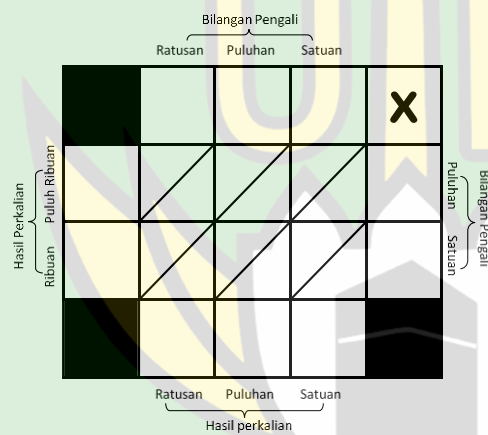 Bilangan Pengali
Ratusan Puluhan Satuan
X
Hasil Perkalian
Puluh Ribuan
Ribuan
Puluhan
Satuan
Bilangan Pengali
Ratusan Puluhan Satuan
Hasil perkalian